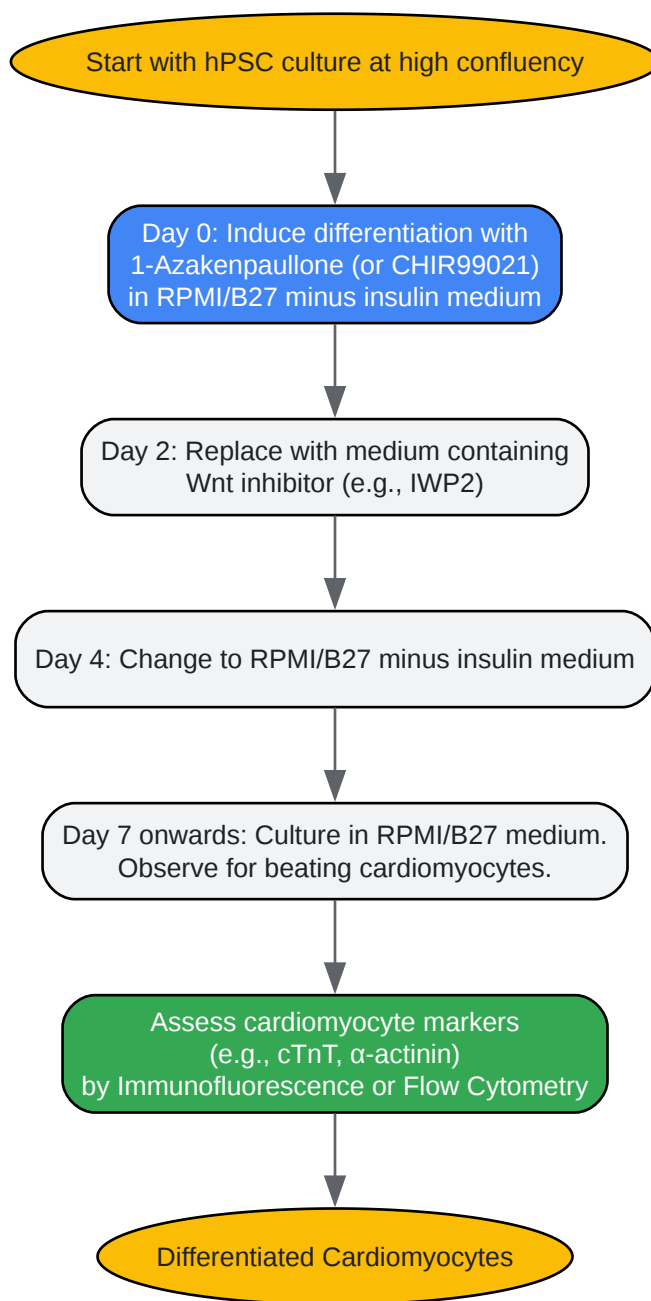 Start with hPSC culture at high confluency
Day 0: Induce differentiation with
1-Azakenpaullone (or CHIR99021)
in RPMI/B27 minus insulin medium
Day 2: Replace with medium containing
Wnt inhibitor (e.g., IWP2)
Day 4: Change to RPMI/B27 minus insulin medium
Day 7 onwards: Culture in RPMI/B27 medium.
Observe for beating cardiomyocytes.
Assess cardiomyocyte markers
(e.g., cTnT, α-actinin)
by Immunofluorescence or Flow Cytometry
Differentiated Cardiomyocytes